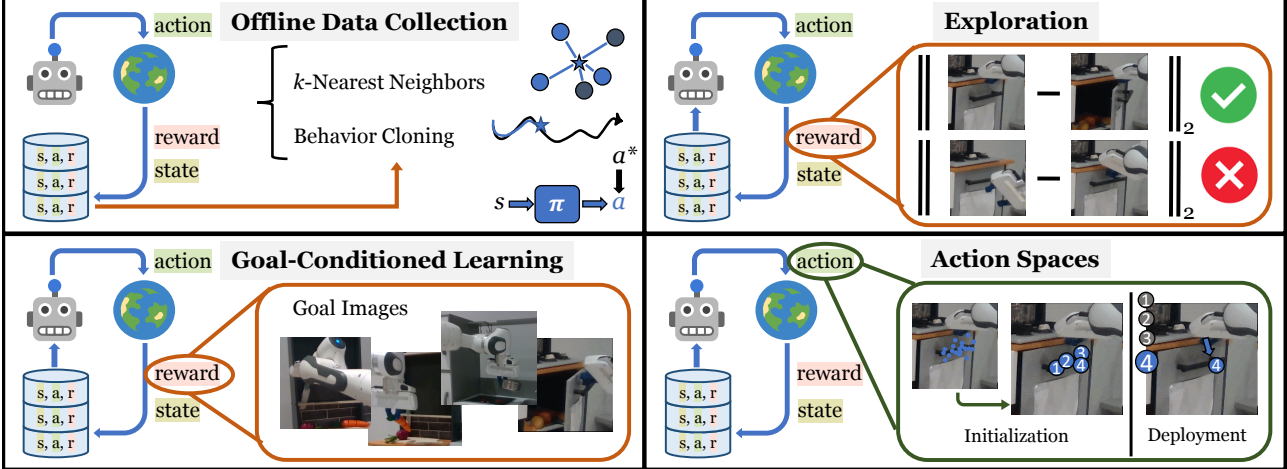 Offline Data Collection
action
k-Nearest Neighbors
Behavior Cloning
reward
state
s, a, r
s, a, r
s, a, r
a*
s
π
a
Exploration
action
reward
state
s, a, r
s, a, r
s, a, r
2
2
Goal-Conditioned Learning
action
Goal Images
reward
state
s, a, r
s, a, r
s, a, r
Action Spaces
action
reward
state
s, a, r
s, a, r
s, a, r
1 2 3 4
Initialization
1
2
3
4
4
Deployment